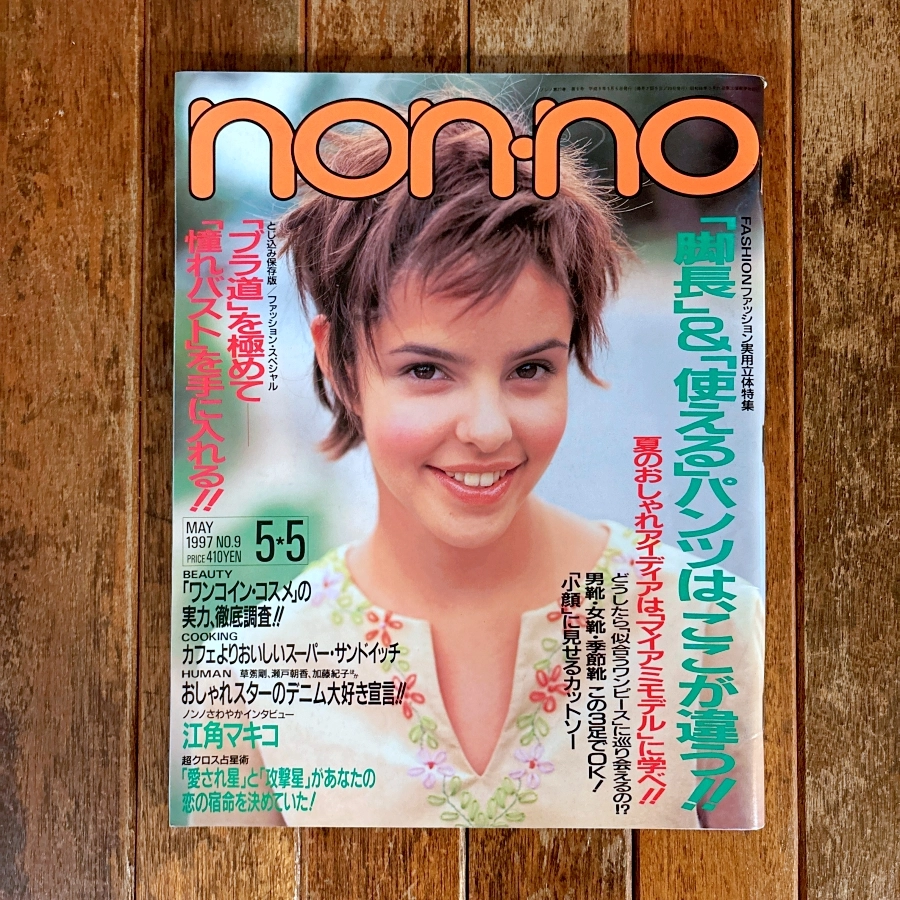 non·no
FASHIONファッション実用立体特集
「脚長」&「使える」パンツは、ここが違う!!
夏のおしゃれアイディアは「マイアミモデル」に学べ!!
どうしたら「似合うワンピース」に巡り会えるの!?
男靴・女靴・季節靴 この3足でOK!
「小顔」に見せるカットソー
とじ込み保存版/ファッション・スペシャル
「ブラ道」を極めて
「憧れバスト」を手に入れる!!
MAY
1997 NO.9
PRICE410YEN
5*5
BEAUTY
「ワンコイン・コスメ」の
実力、徹底調査!!
COOKING
カフェよりおいしいスーパー・サンドイッチ
HUMAN 草彅剛、瀬戸朝香、加藤紀子ほか
おしゃれスターのデニム大好き宣言!!
ノンノさわやかインタビュー
江角マキコ
超クロス占星術
「愛され星」と「攻撃星」があなたの
恋の宿命を決めていた!